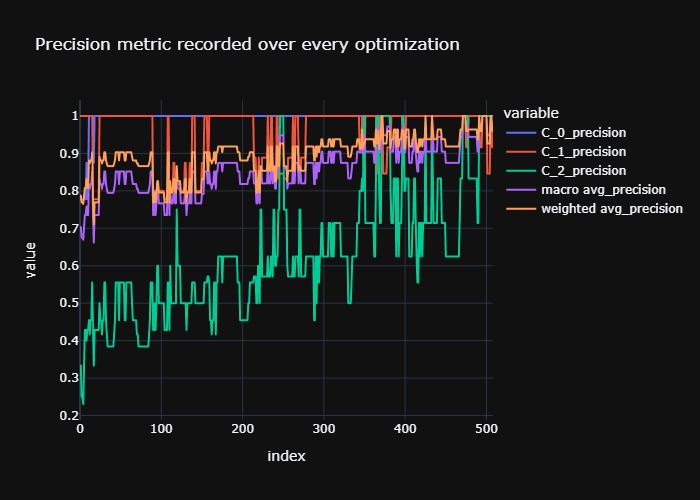 Precision metric recorded over every optimization
variable
C_0_precision
C_1_precision
C_2_precision
macro avg_precision
weighted avg_precision
value
1
0.9
0.8
0.7
0.6
0.5
0.4
0.3
0.2
0 100 200 300 400 500
index